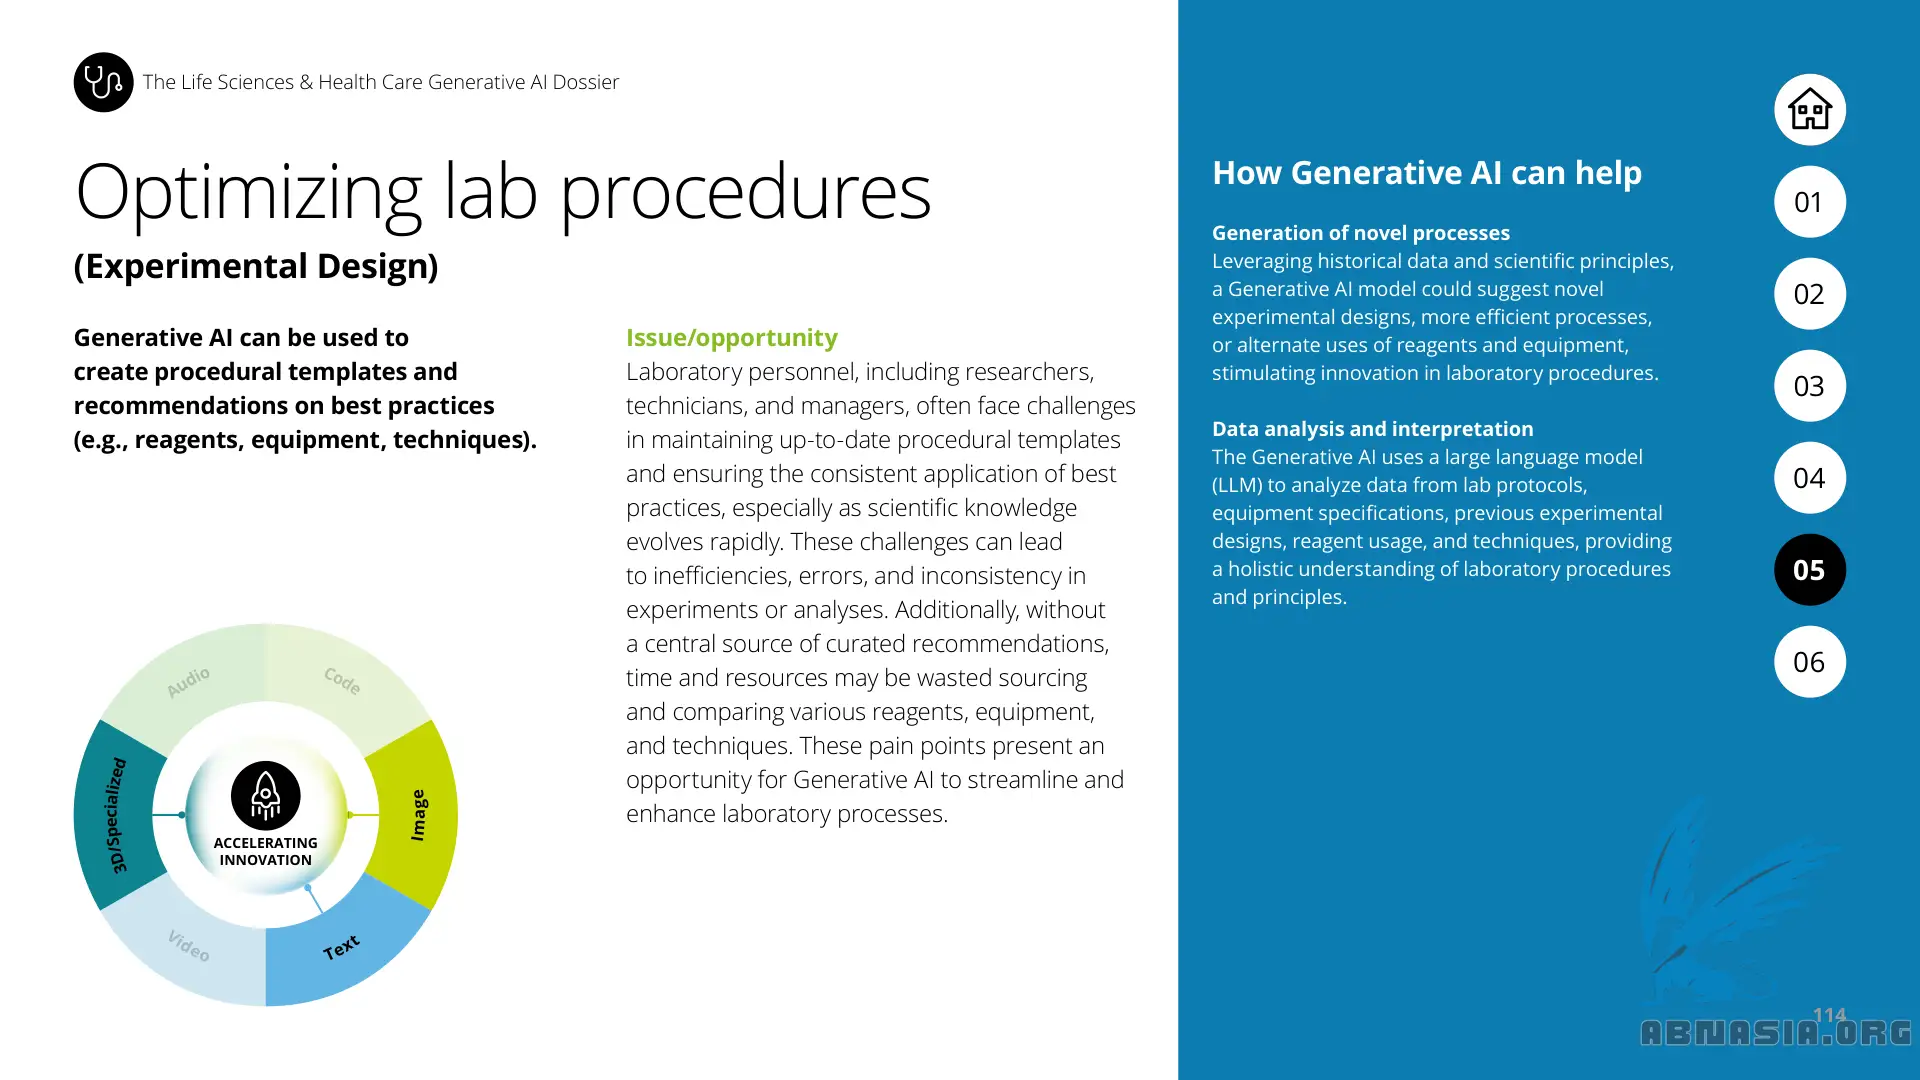 The Life Sciences & Health Care Generative AI Dossier
Optimizing lab procedures
(Experimental Design)
Generative AI can be used to
create procedural templates and
recommendations on best practices
(e.g., reagents, equipment, techniques).
Audio
Code
3D/Specialized
Image
ACCELERATING
INNOVATION
Video
Text
Issue/opportunity
Laboratory personnel, including researchers,
technicians, and managers, often face challenges
in maintaining up-to-date procedural templates
and ensuring the consistent application of best
practices, especially as scientific knowledge
evolves rapidly. These challenges can lead
to inefficiencies, errors, and inconsistency in
experiments or analyses. Additionally, without
a central source of curated recommendations,
time and resources may be wasted sourcing
and comparing various reagents, equipment,
and techniques. These pain points present an
opportunity for Generative AI to streamline and
enhance laboratory processes.
How Generative AI can help
Generation of novel processes
Leveraging historical data and scientific principles,
a Generative AI model could suggest novel
experimental designs, more efficient processes,
or alternate uses of reagents and equipment,
stimulating innovation in laboratory procedures.
Data analysis and interpretation
The Generative AI uses a large language model
(LLM) to analyze data from lab protocols,
equipment specifications, previous experimental
designs, reagent usage, and techniques, providing
a holistic understanding of laboratory procedures
and principles.
01
02
03
04
05
06
114
ABNASIA.ORG